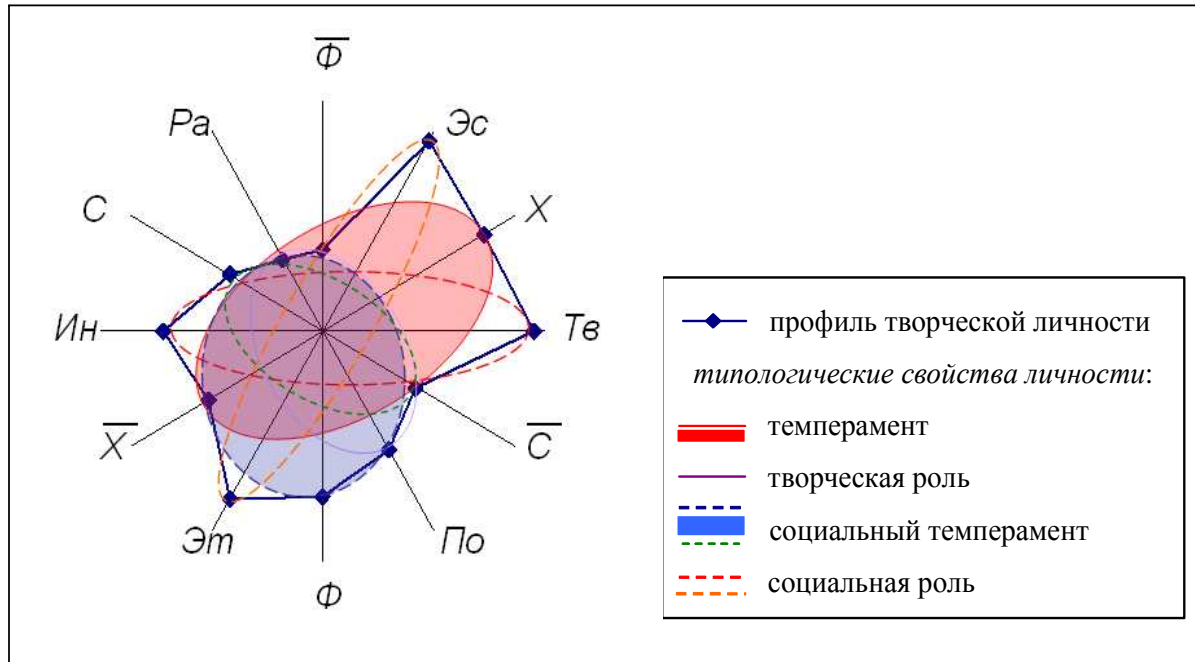 Ф̅
Ра
Эс
С
Х
Ин
Тв
Х̅
С̅
Эт
По
Ф
профиль творческой личности
типологические свойства личности:
темперамент
творческая роль
социальный темперамент
социальная роль